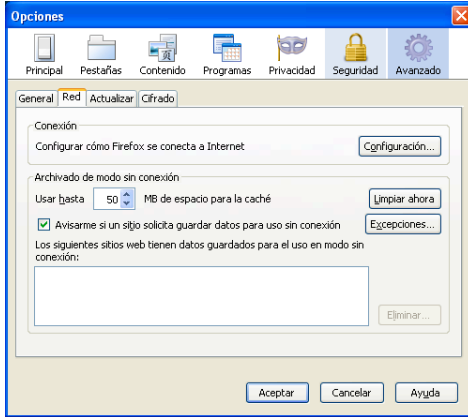 Opciones
Principal Pestañas Contenido Programas Privacidad Seguridad Avanzado
General Red Actualizar Cifrado
Conexión
Configurar cómo Firefox se conecta a Internet Configuración...
Archivado de modo sin conexión
Usar hasta 50 MB de espacio para la caché Limpiar ahora
Avisarme si un sitio solicita guardar datos para uso sin conexión Excepciones...
Los siguientes sitios web tienen datos guardados para el uso en modo sin
conexión:
Eliminar...
Aceptar Cancelar Ayuda